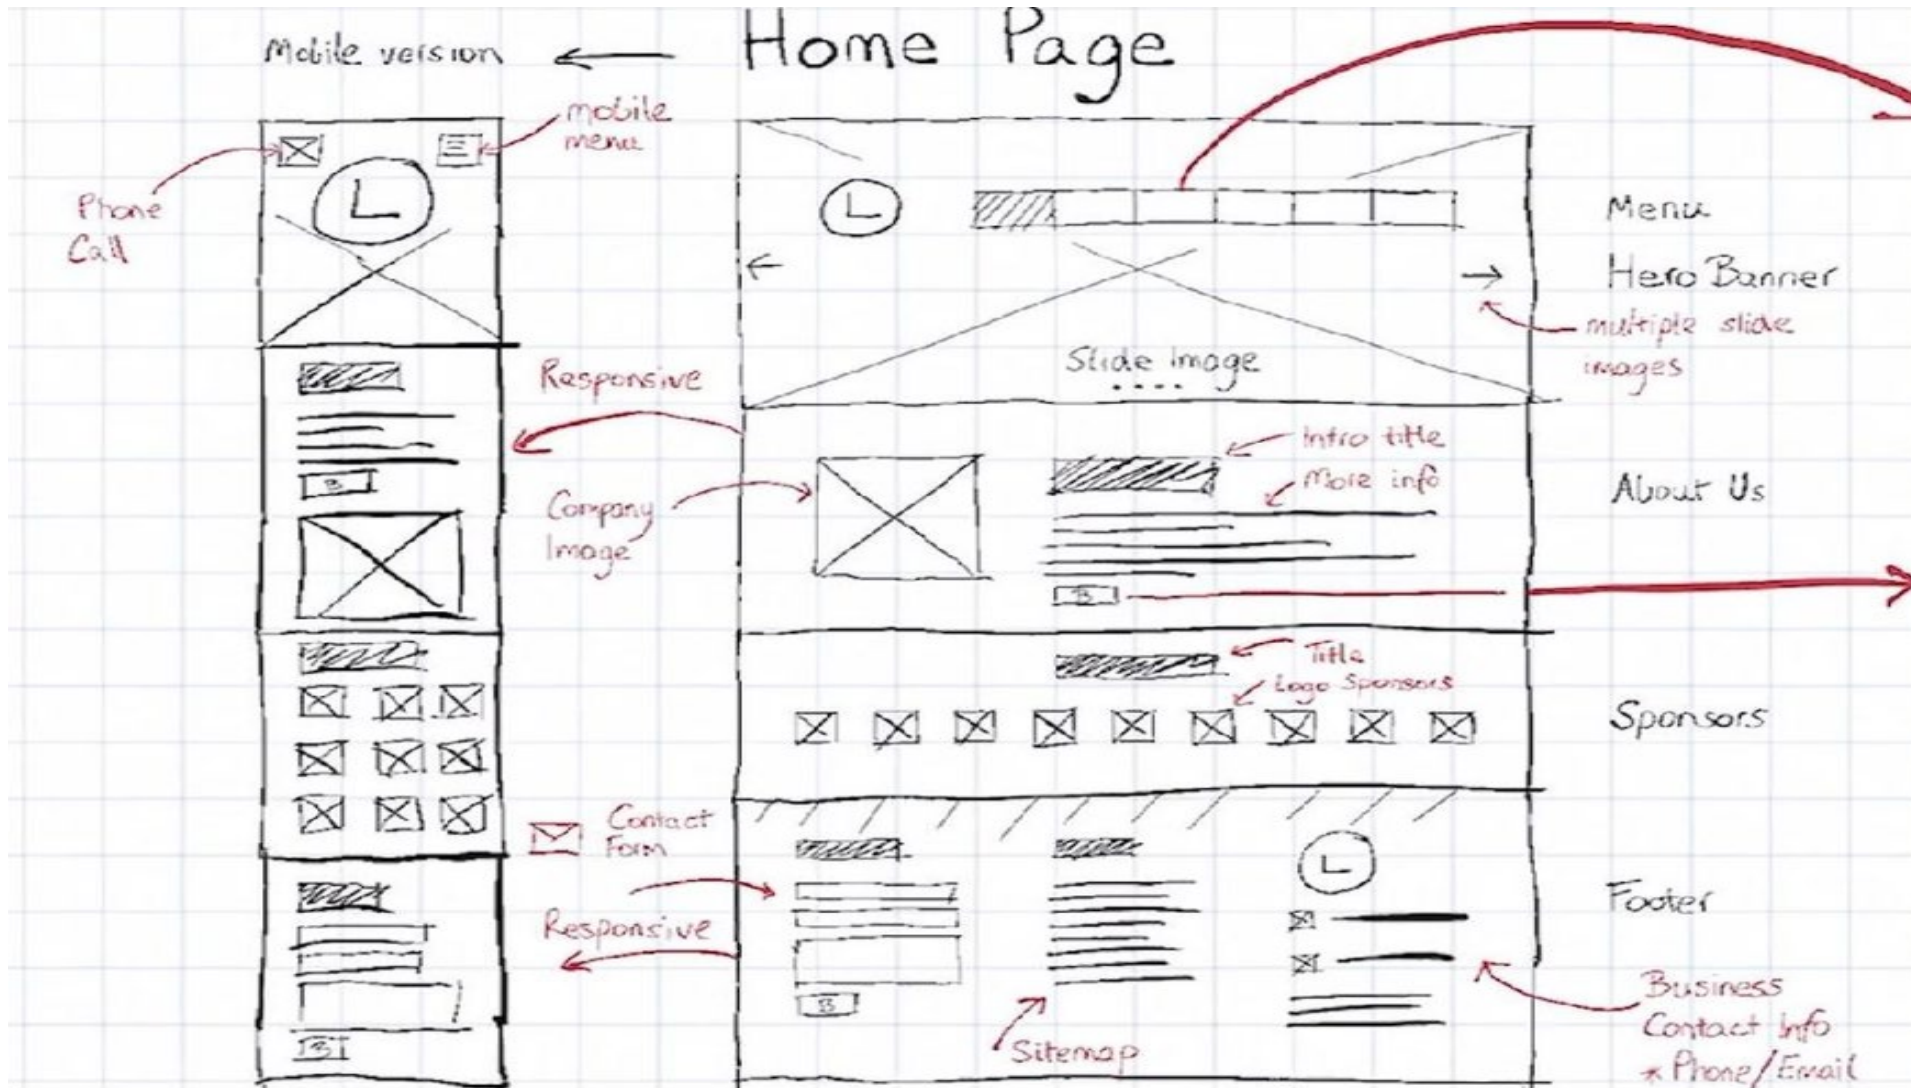 Home Page
Mobile version
mobile
menu
Phone
Call
L
L
Menu
Hero Banner
multiple slide
images
Slide image
Responsive
Intro title
More info
Company
Image
About Us
B
B
Title
Logo Sponsors
Sponsors
Contact
Form
Responsive
L
Footer
B
B
Sitemap
Business
Contact Info
* Phone/Email